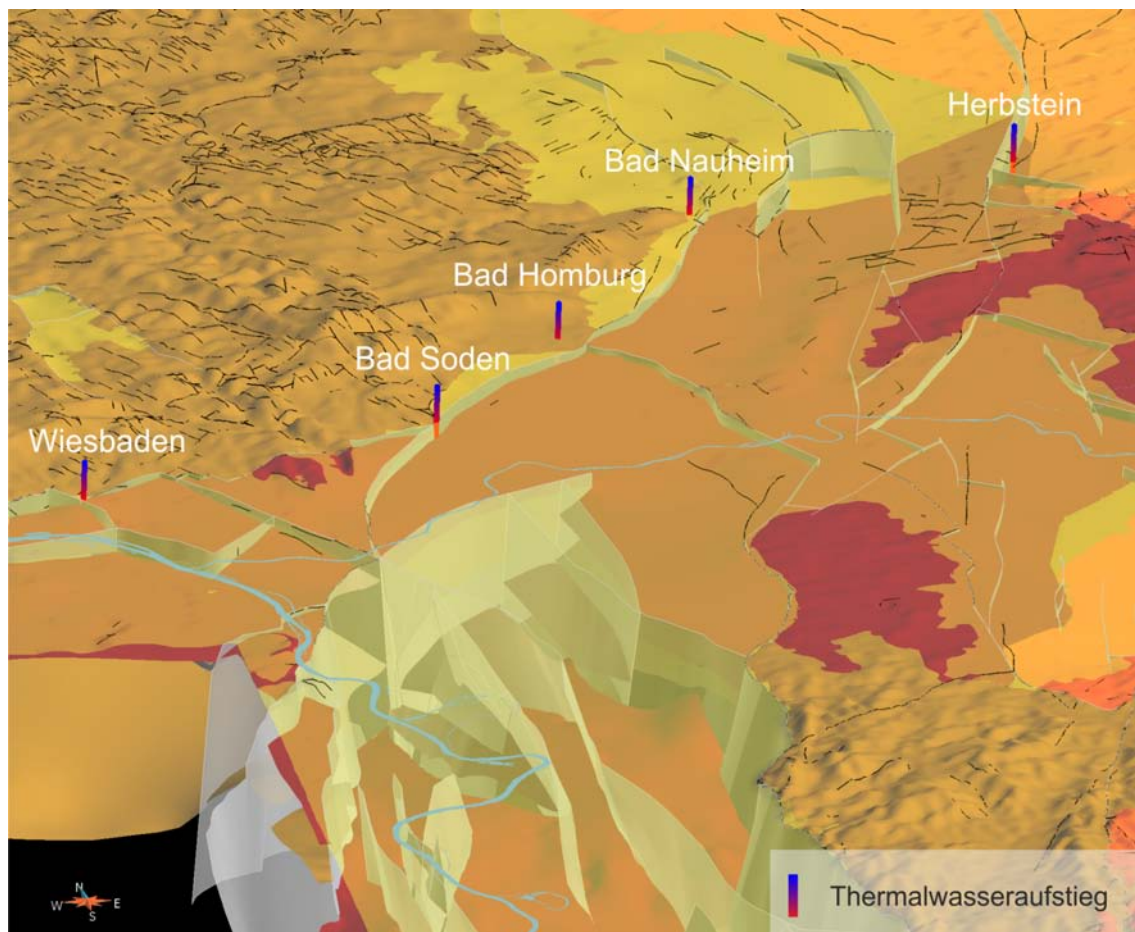 Herbstein
Bad Nauheim
Bad Homburg
Bad Soden
Wiesbaden
N
W E
S
Thermalwasseraufstieg